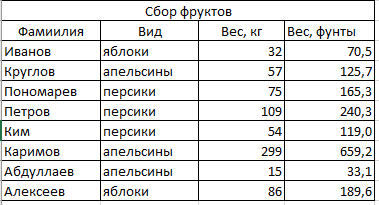 Сбор фруктов
Фамиилия Вид Вес, кг Вес, фунты
Иванов яблоки 32 70,5
Круглов апельсины 57 125,7
Пономарев персики 75 165,3
Петров персики 109 240,3
Ким персики 54 119,0
Каримов апельсины 299 659,2
Абдуллаев апельсины 15 33,1
Алексеев яблоки 86 189,6